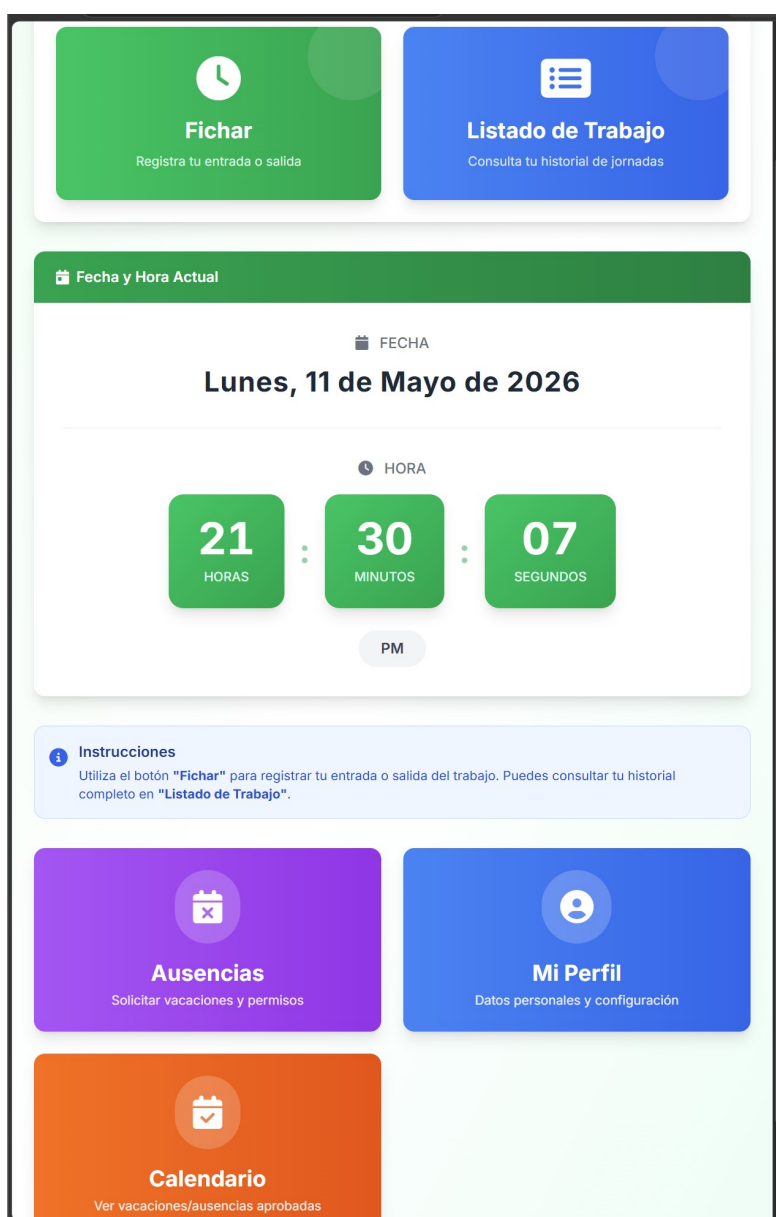 Fichar
Registra tu entrada o salida
Listado de Trabajo
Consulta tu historial de jornadas
Fecha y Hora Actual
FECHA
Lunes, 11 de Mayo de 2026
HORA
21 : 30 : 07
HORAS MINUTOS SEGUNDOS
PM
Instrucciones
Utiliza el botón "Fichar" para registrar tu entrada o salida del trabajo. Puedes consultar tu historial
completo en "Listado de Trabajo".
Ausencias
Solicitar vacaciones y permisos
Mi Perfil
Datos personales y configuración
Calendario
Ver vacaciones/ausencias aprobadas